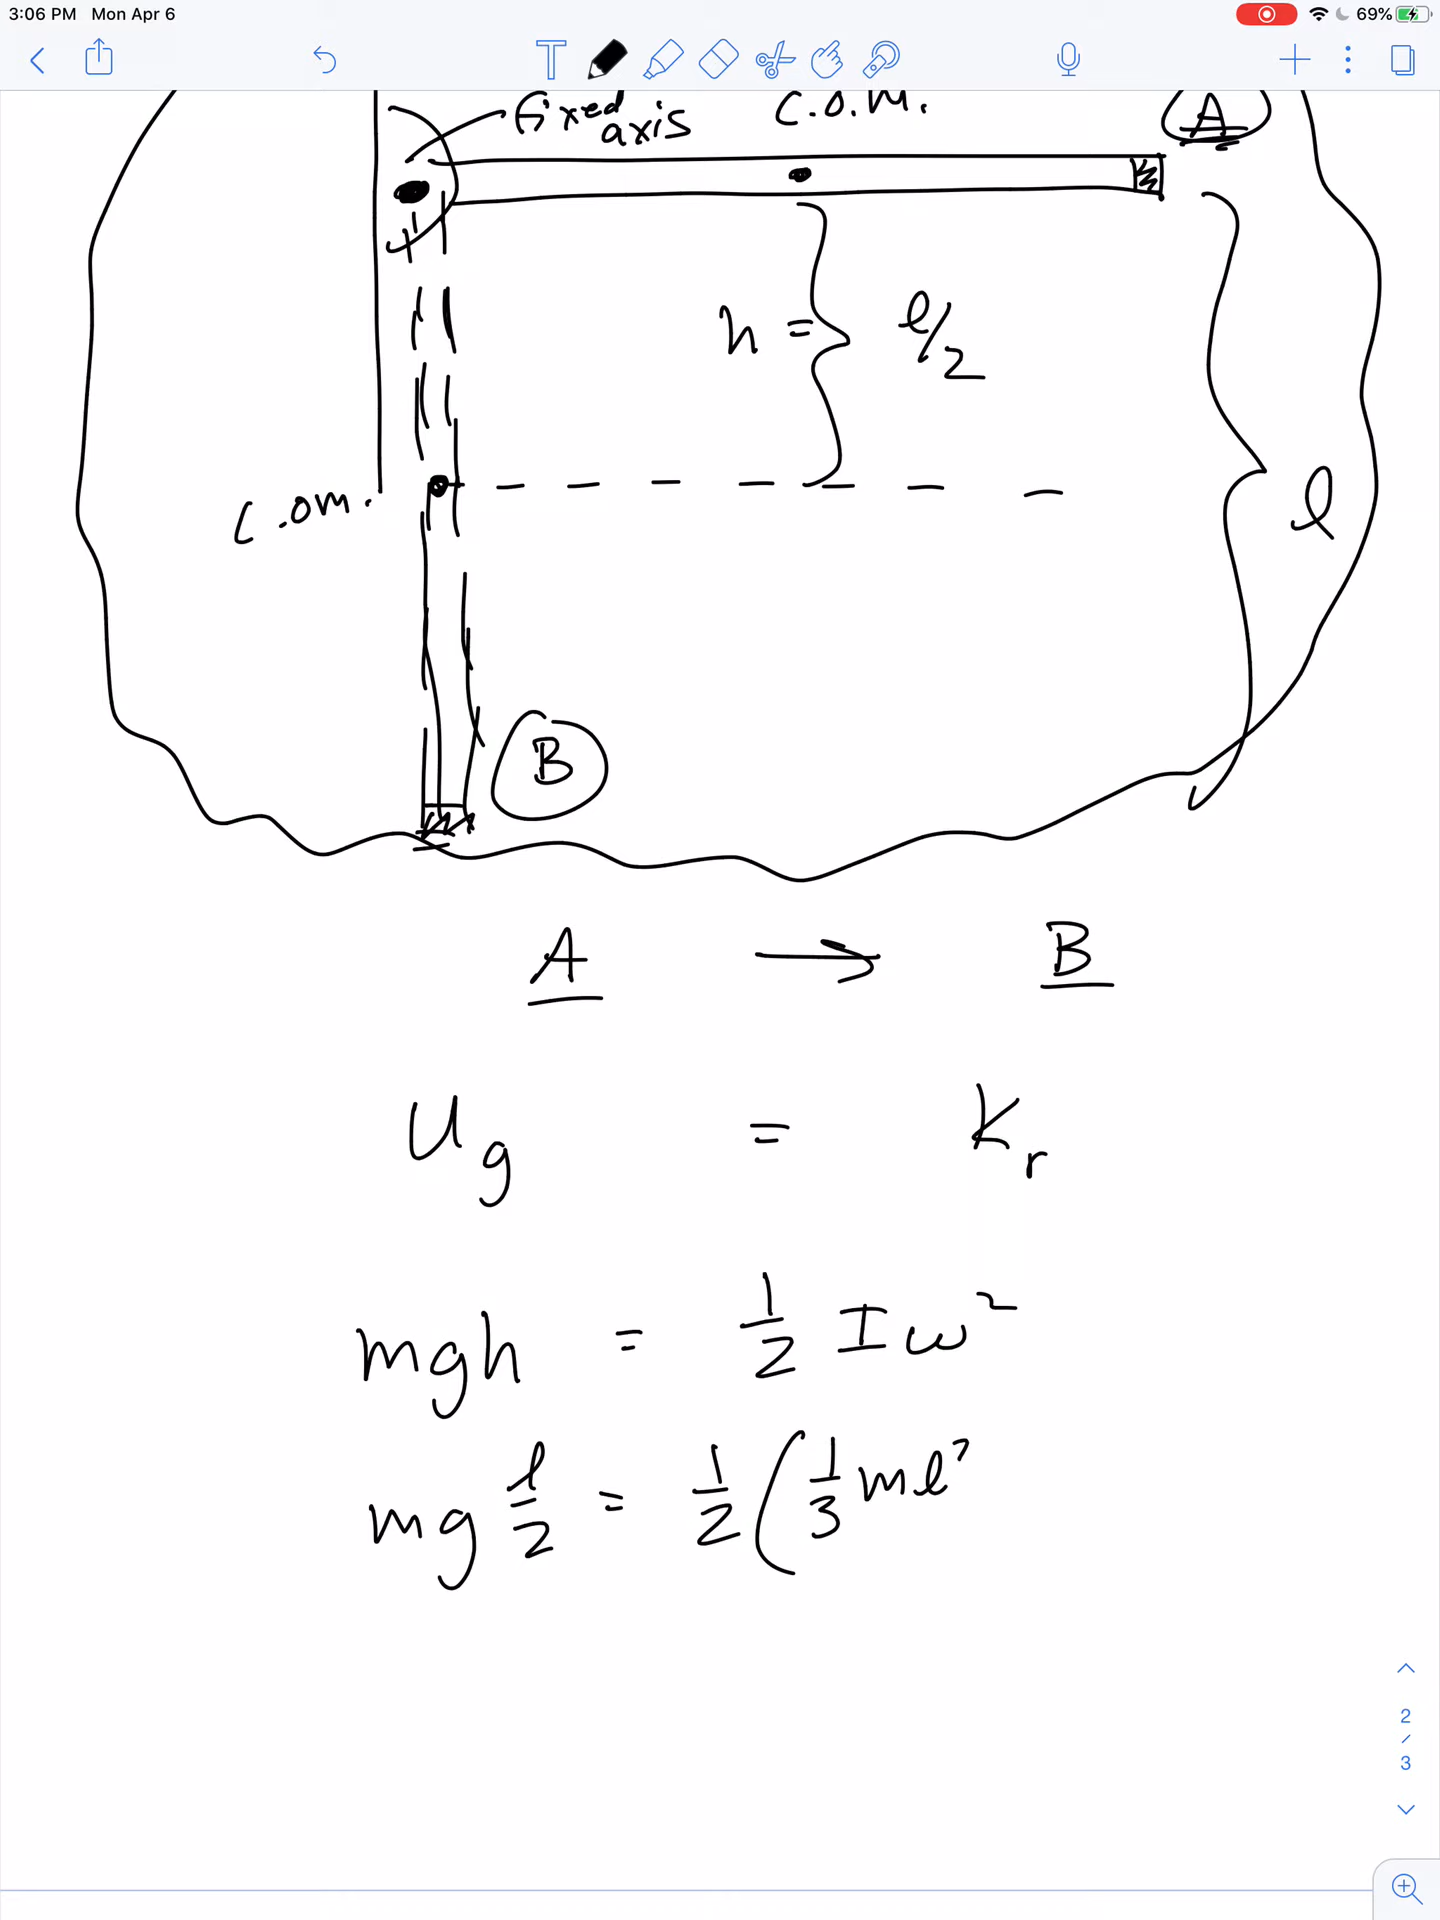 3:06 PM Mon Apr 6
69%
T
fixed axis
C.O.M.
A
h = l/2
C.OM.
l
B
A → B
Ug = Kr
mgh = 1/2 I ω²
mg l/2 = 1/2 ( 1/3 ml²
2
/
3